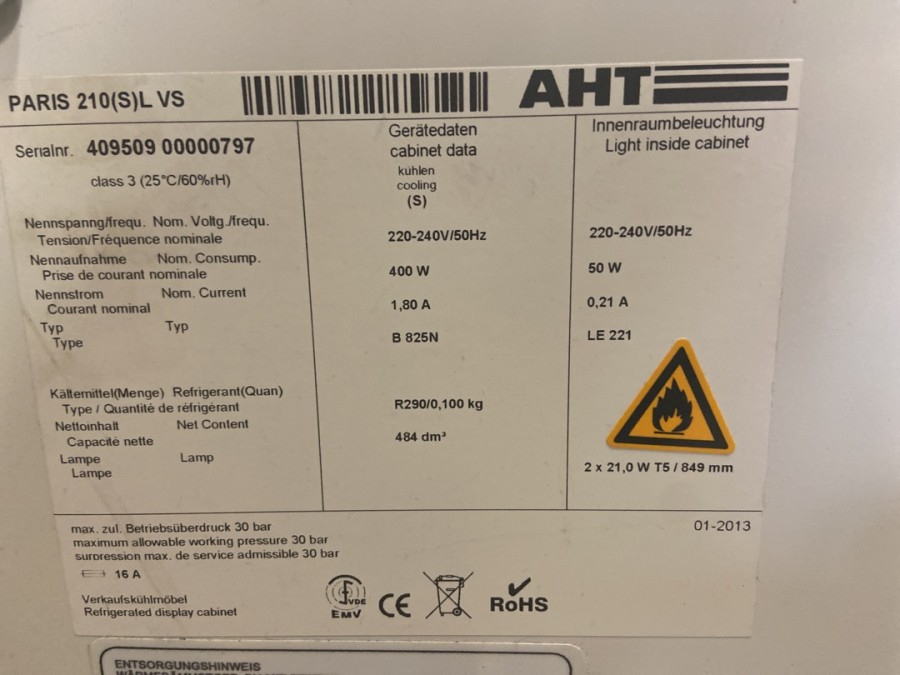 PARIS 210(S)L VS
AHT
Serialnr. 409509 00000797
class 3 (25°C/60%rH)
Gerätedaten
cabinet data
kühlen
cooling
(S)
Innenraumbeleuchtung
Light inside cabinet
Nennspanng/frequ. Nom. Voltg./frequ.
Tension/Fréquence nominale
220-240V/50Hz
220-240V/50Hz
Nennaufnahme Nom. Consump.
Prise de courant nominale
400 W
50 W
Nennstrom Nom. Current
Courant nominal
1,80 A
0,21 A
Typ Typ
Type
B 825N
LE 221
Kältemittel(Menge) Refrigerant(Quan)
Type / Quantité de réfrigérant
R290/0,100 kg
Nettoinhalt Net Content
Capacité nette
484 dm³
Lampe Lamp
Lampe
2 x 21,0 W T5 / 849 mm
max. zul. Betriebsüberdruck 30 bar
maximum allowable working pressure 30 bar
surpression max. de service admissible 30 bar
01-2013
16 A
Verkaufskühlmöbel
Refrigerated display cabinet
VDE
EMV
CE
RoHS
ENTSORGUNGSHINWEIS